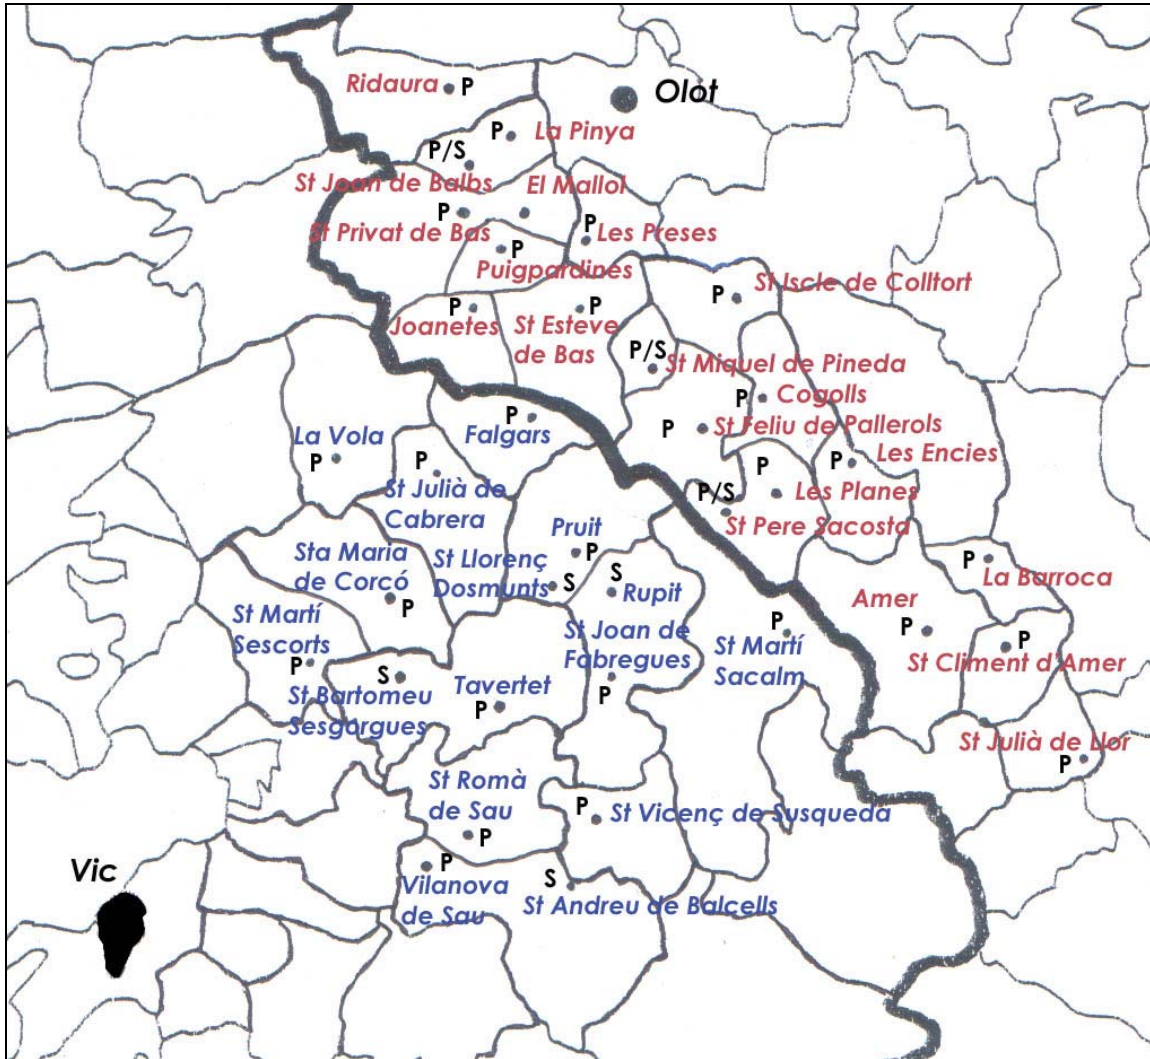 Ridaura P
Olot
P La Pinya
P/S
St Joan de Balbs
El Mallol
P
St Privat de Bas
P
Les Preses
P
Puigpardines
P
St Iscle de Colltort
P
Joanetes
P
St Esteve
de Bas
P/S
St Miquel de Pineda
P
Cogolls
P
St Feliu de Pallerols
P
Falgars
La Vola
P
P
St Julià de
Cabrera
P
Les Encies
P
Les Planes
P/S
St Pere Sacosta
Pruit
P
Sta Maria
de Corcó
P
St Llorenç
Dosmunts
S
S
Rupit
P
La Barroca
Amer
P
St Martí
Sescorts
P
St Joan de
Fabregues
P
P
St Martí
Sacalm
P
St Climent d'Amer
S
St Bartomeu
Sesgorgues
Tavertet
P
St Julià de Llor
P
St Romà
de Sau
P
P
St Vicenç de Susqueda
Vic
P
Vilanova
de Sau
S
St Andreu de Balcells